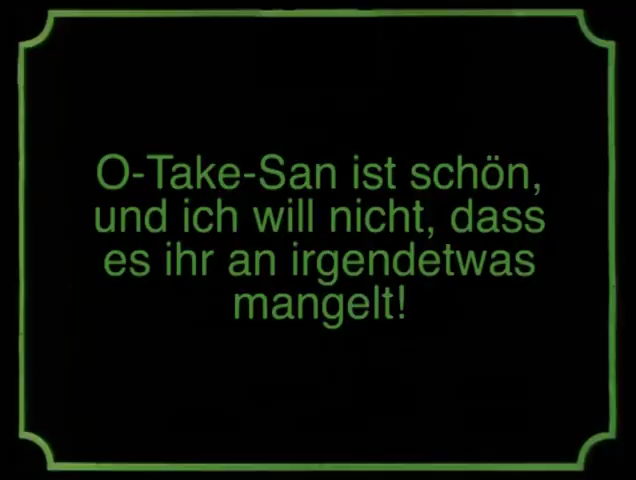 O-Take-San ist schön,
und ich will nicht, dass
es ihr an irgendetwas
mangelt!